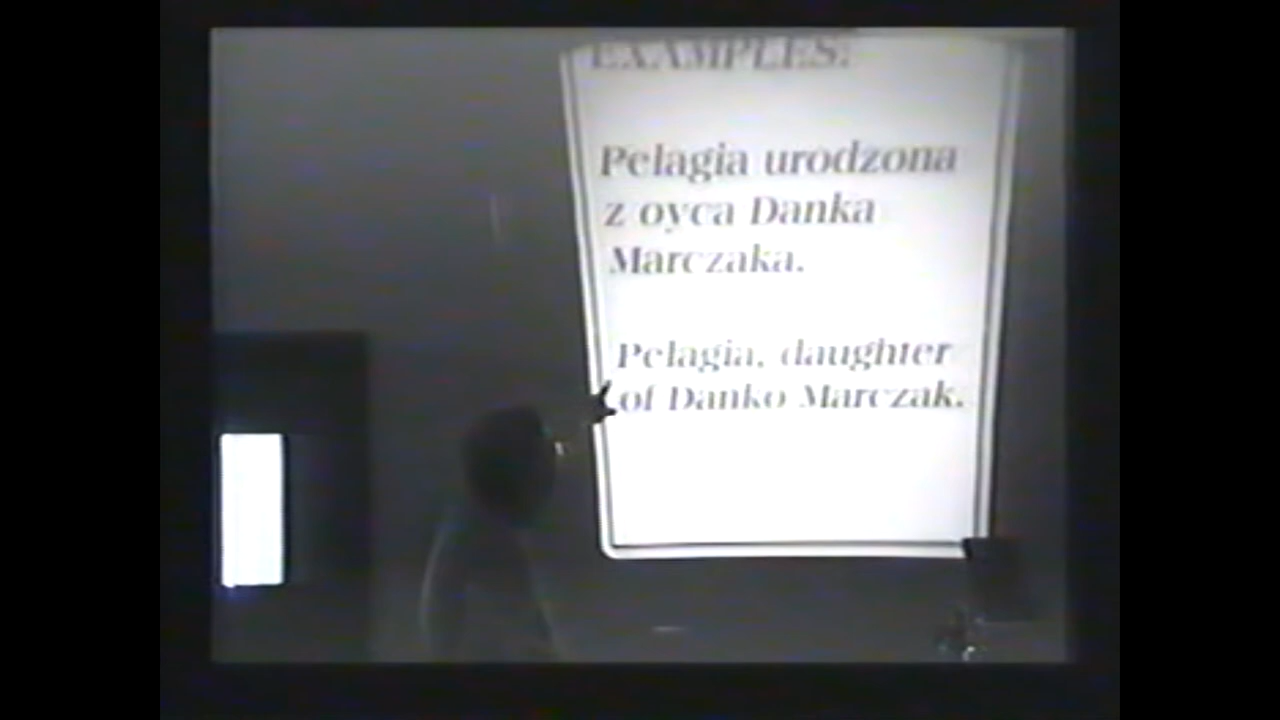 EXAMPLES:
Pelagia urodzona
z oyca Danka
Marczaka.
Pelagia, daughter
of Danko Marczak.